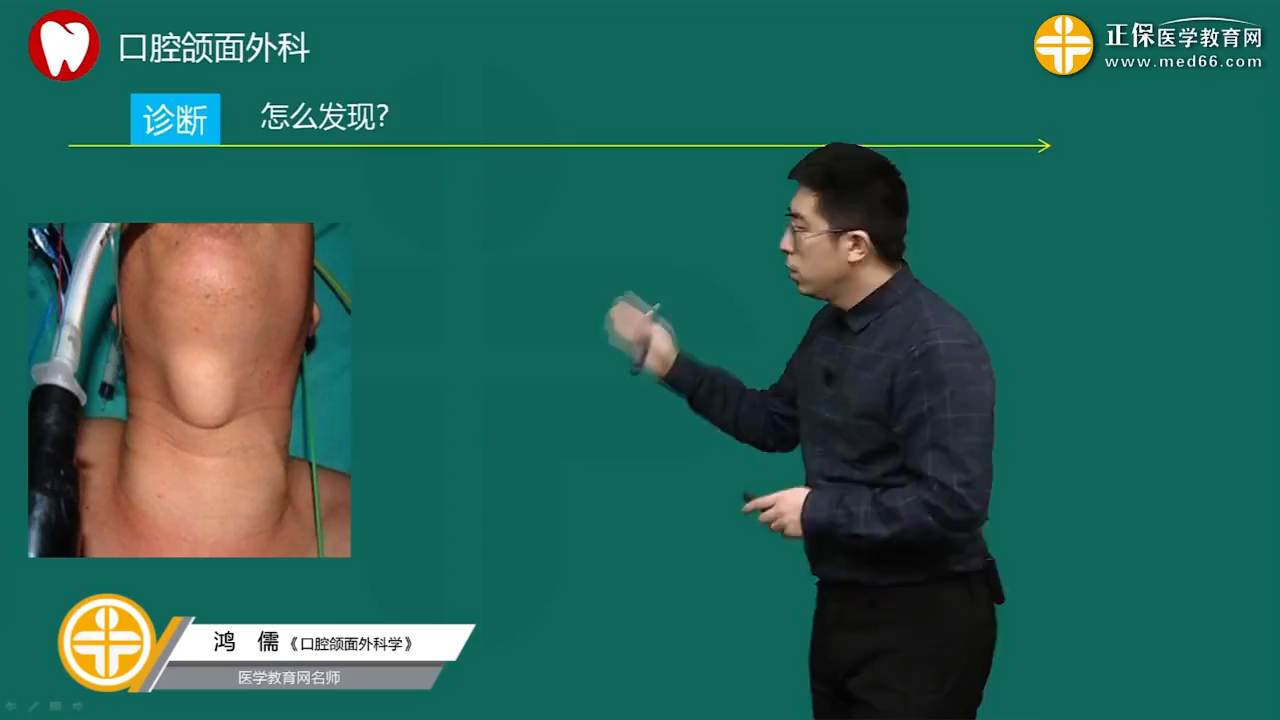 口腔颌面外科
正保医学教育网
www.med66.com
诊断 怎么发现?
鸿 儒《口腔颌面外科学》
医学教育网名师